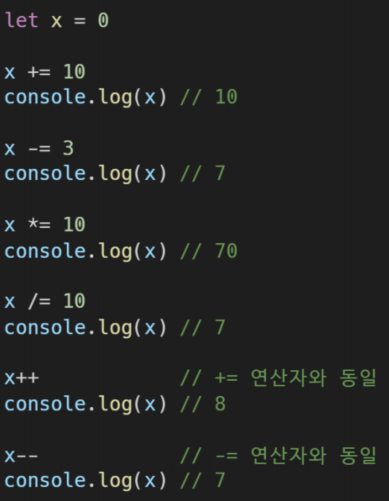 let x = 0
x += 10
console.log(x) // 10
x -= 3
console.log(x) // 7
x *= 10
console.log(x) // 70
x /= 10
console.log(x) // 7
x++ // += 연산자와 동일
console.log(x) // 8
x-- // -= 연산자와 동일
console.log(x) // 7